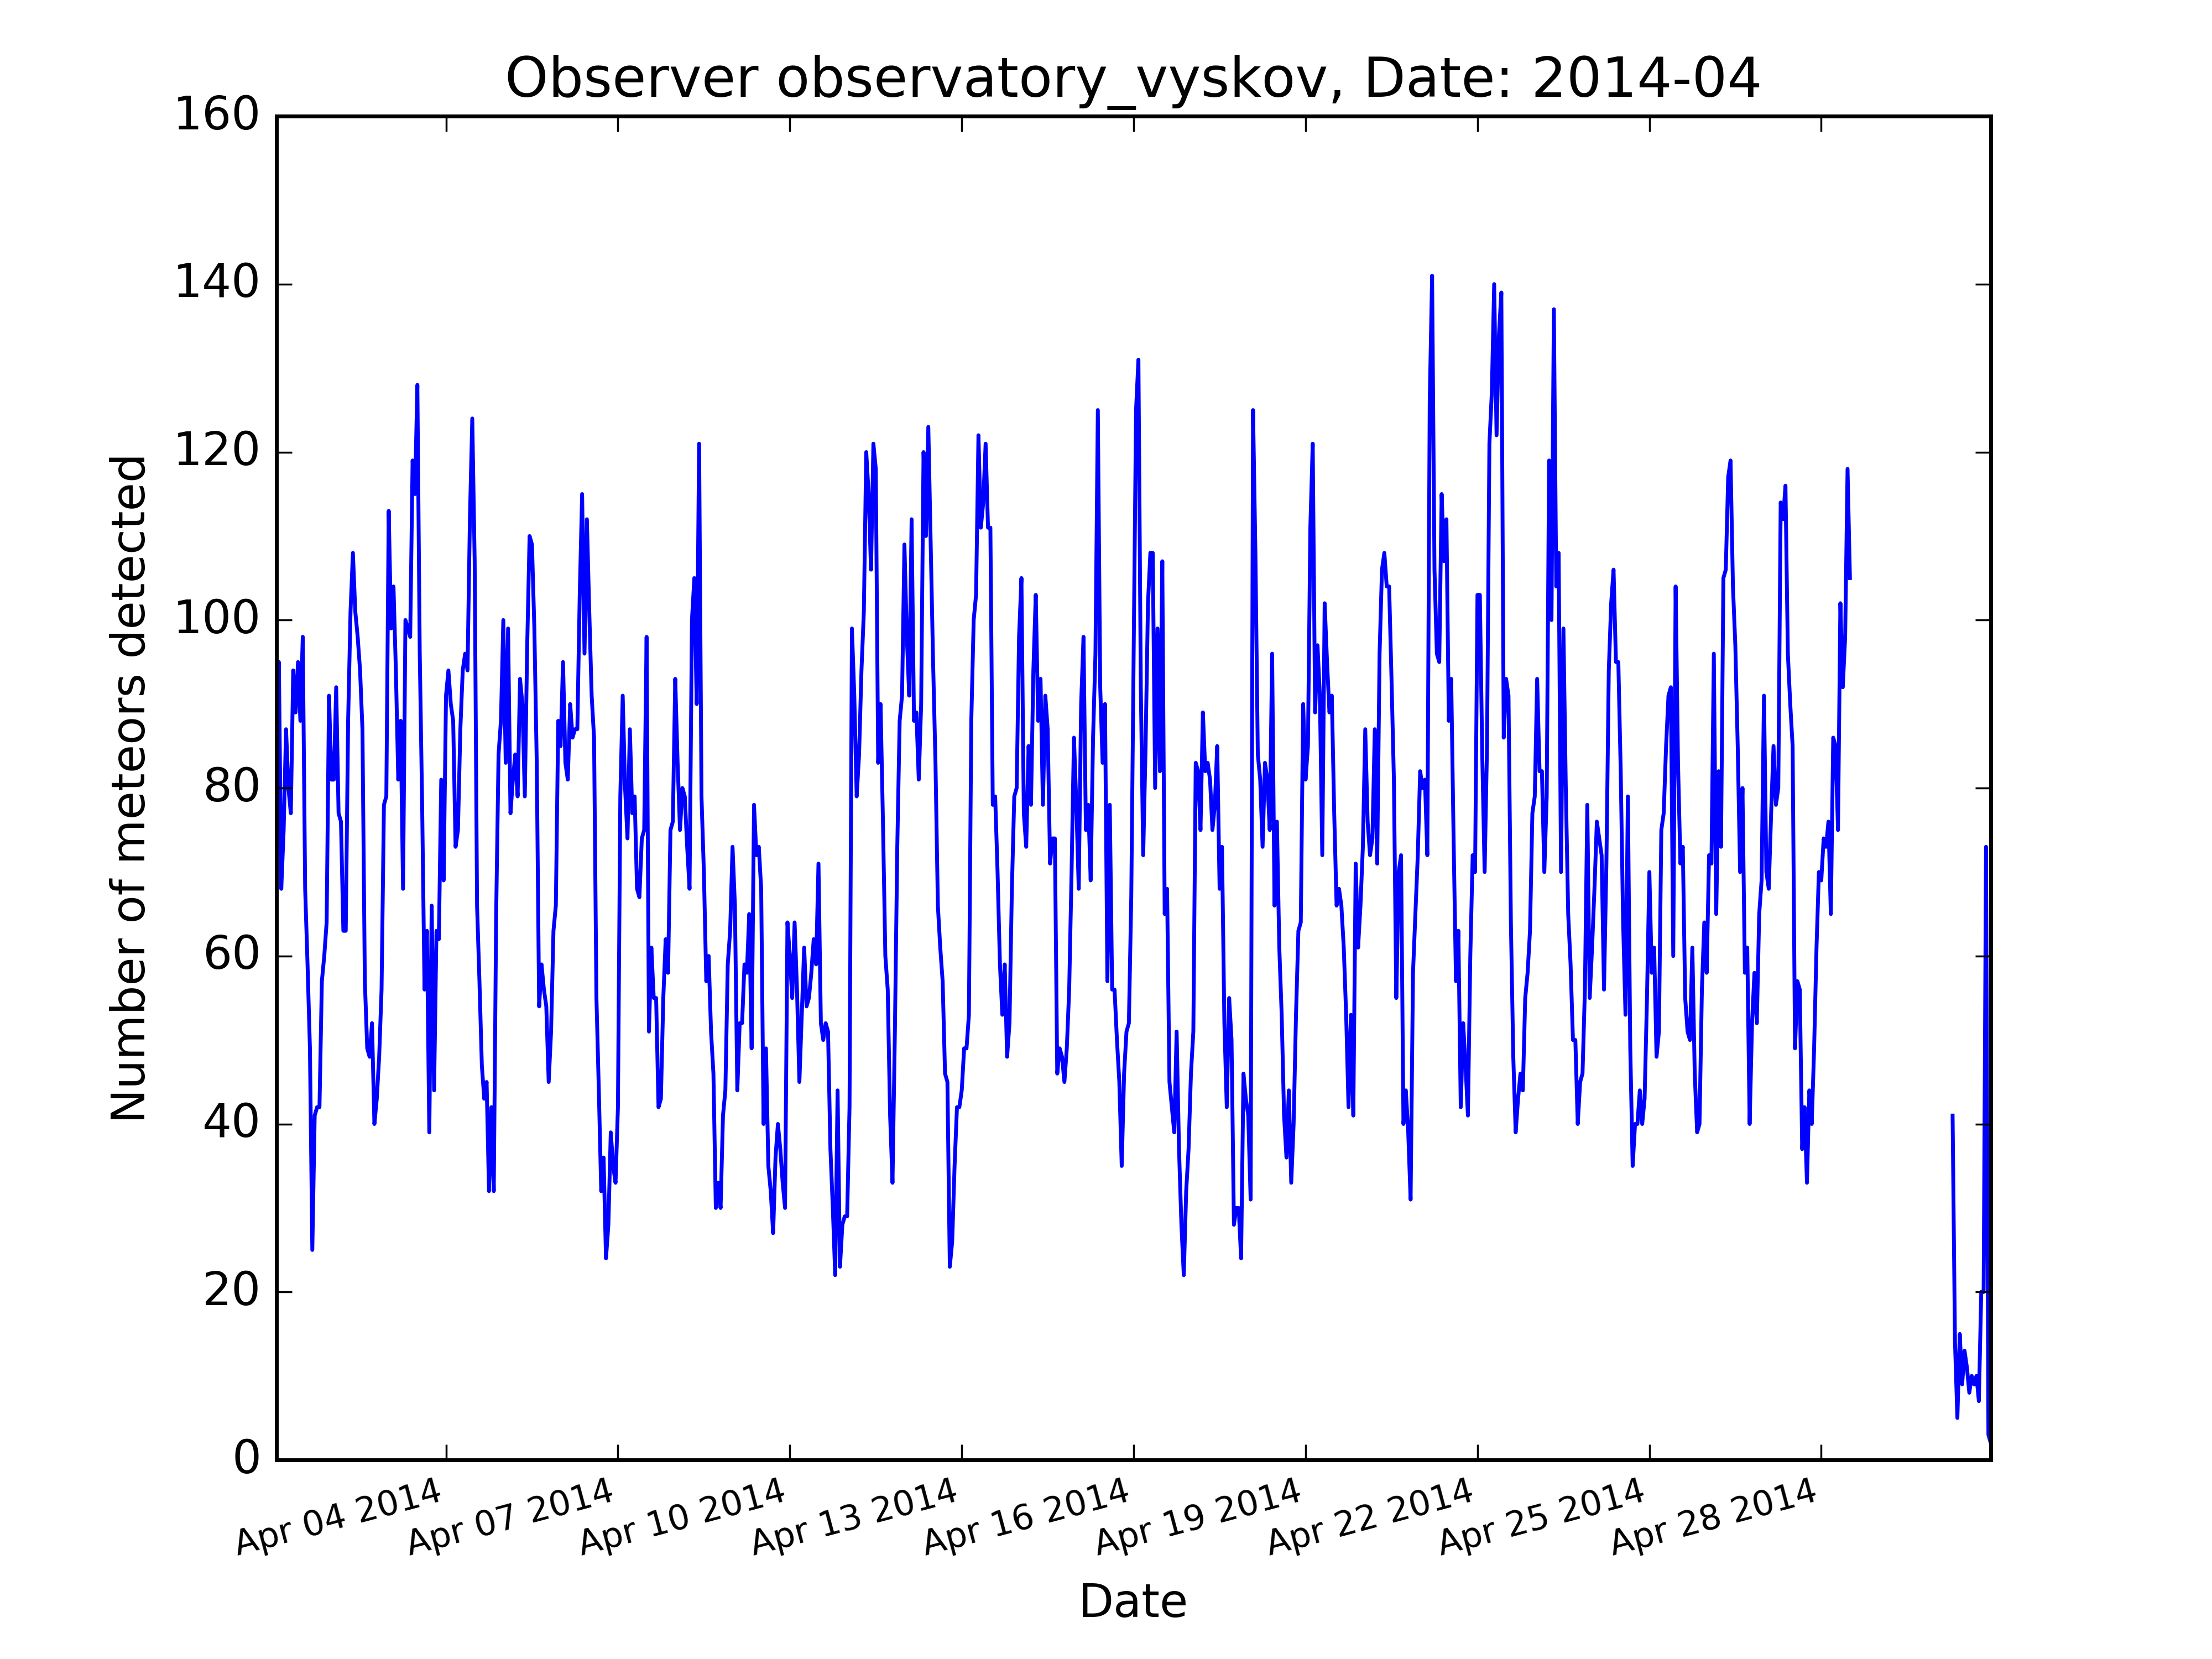 Observer observatory_vyskov, Date: 2014-04
Number of meteors detected
160
140
120
100
80
60
40
20
0
Apr 04 2014
Apr 07 2014
Apr 10 2014
Apr 13 2014
Apr 16 2014
Apr 19 2014
Apr 22 2014
Apr 25 2014
Apr 28 2014
Date